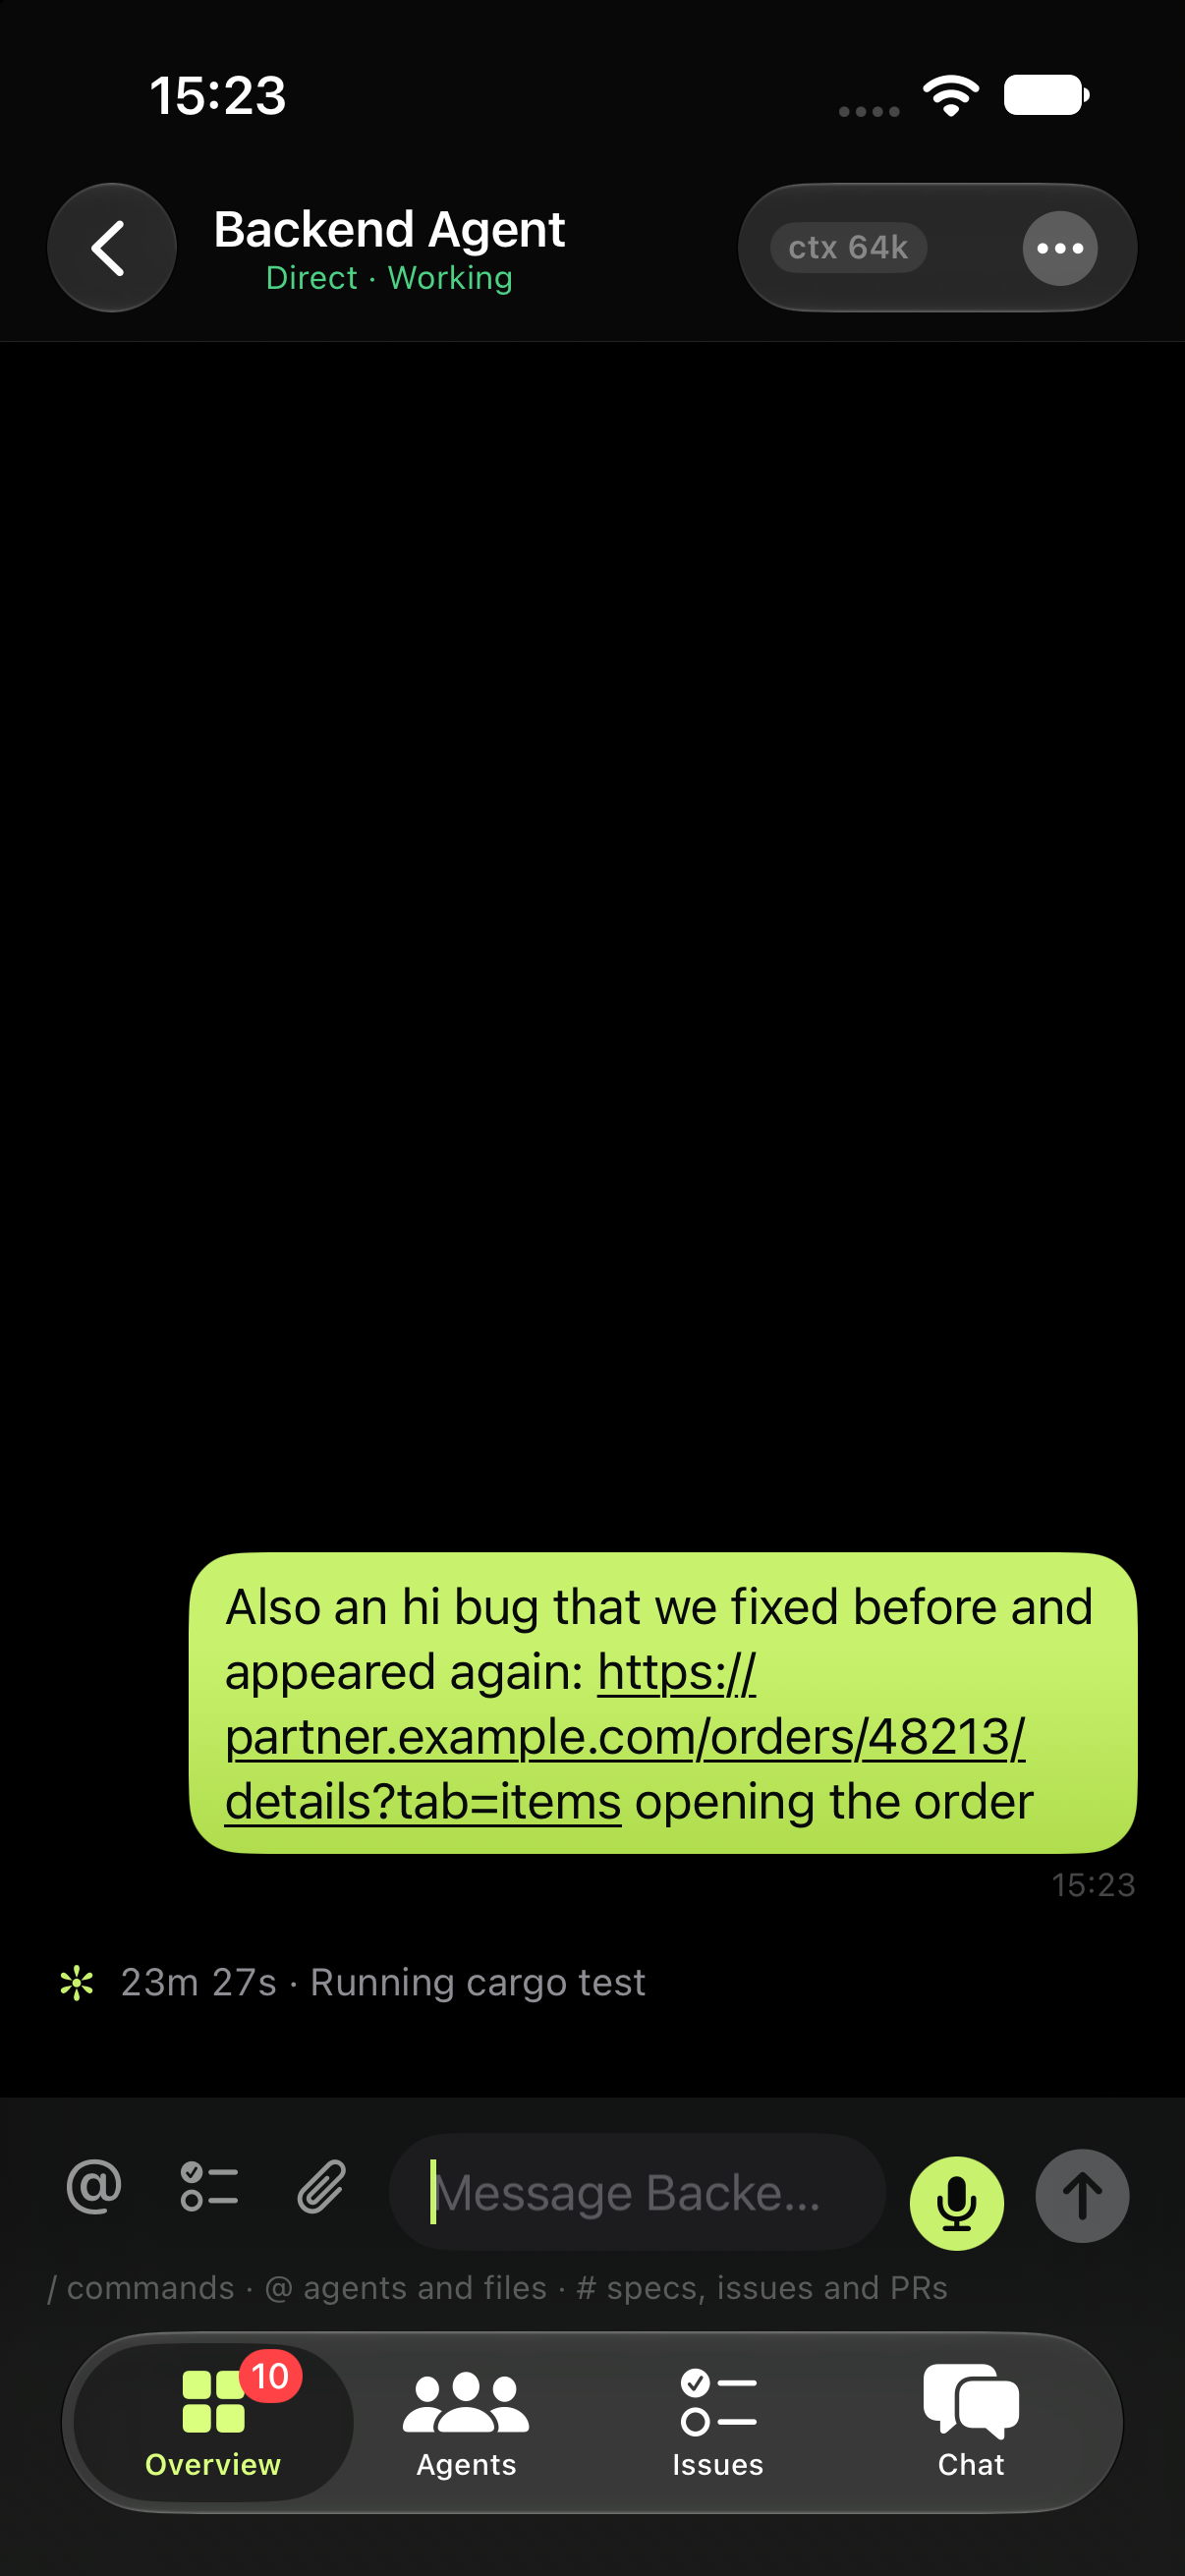 15:23
Backend Agent
Direct · Working
ctx 64k
Also an hi bug that we fixed before and
appeared again: https://
partner.example.com/orders/48213/
details?tab=items opening the order
15:23
23m 27s · Running cargo test
@
Message Backe...
/ commands · @ agents and files · # specs, issues and PRs
10
Overview
Agents
Issues
Chat